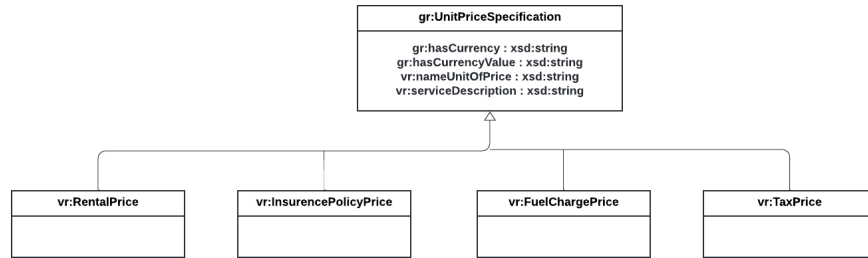 gr:UnitPriceSpecification
gr:hasCurrency : xsd:string
gr:hasCurrencyValue : xsd:string
vr:nameUnitOfPrice : xsd:string
vr:serviceDescription : xsd:string
vr:RentalPrice
vr:InsurencePolicyPrice
vr:FuelChargePrice
vr:TaxPrice